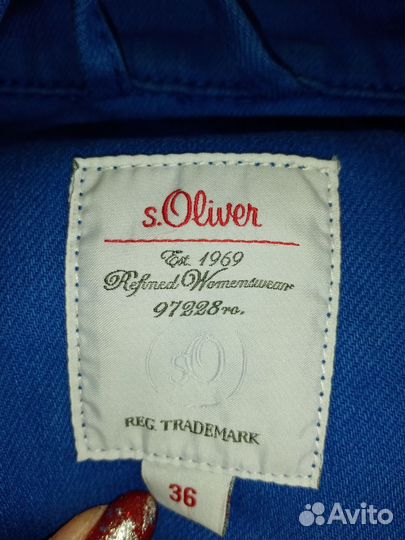 s.Oliver
Est. 1969
Refined Womenswear
97228ro.
sO
REG. TRADEMARK
36
Avito